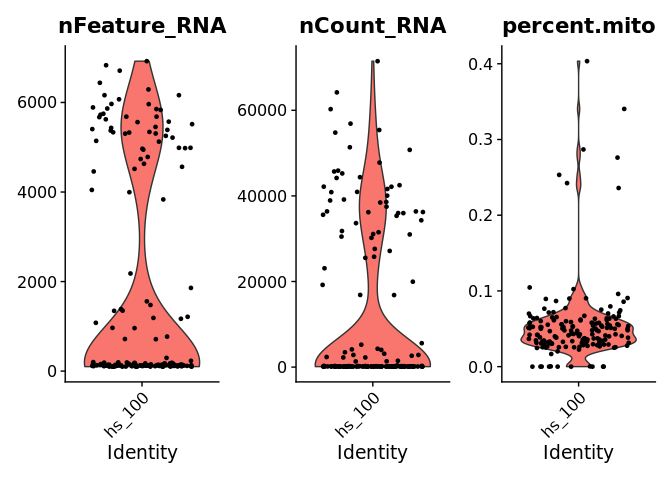 nFeature_RNA
6000
4000
2000
0
hs_100
Identity
nCount_RNA
60000
40000
20000
0
hs_100
Identity
percent.mito
0.4
0.3
0.2
0.1
0.0
hs_100
Identity